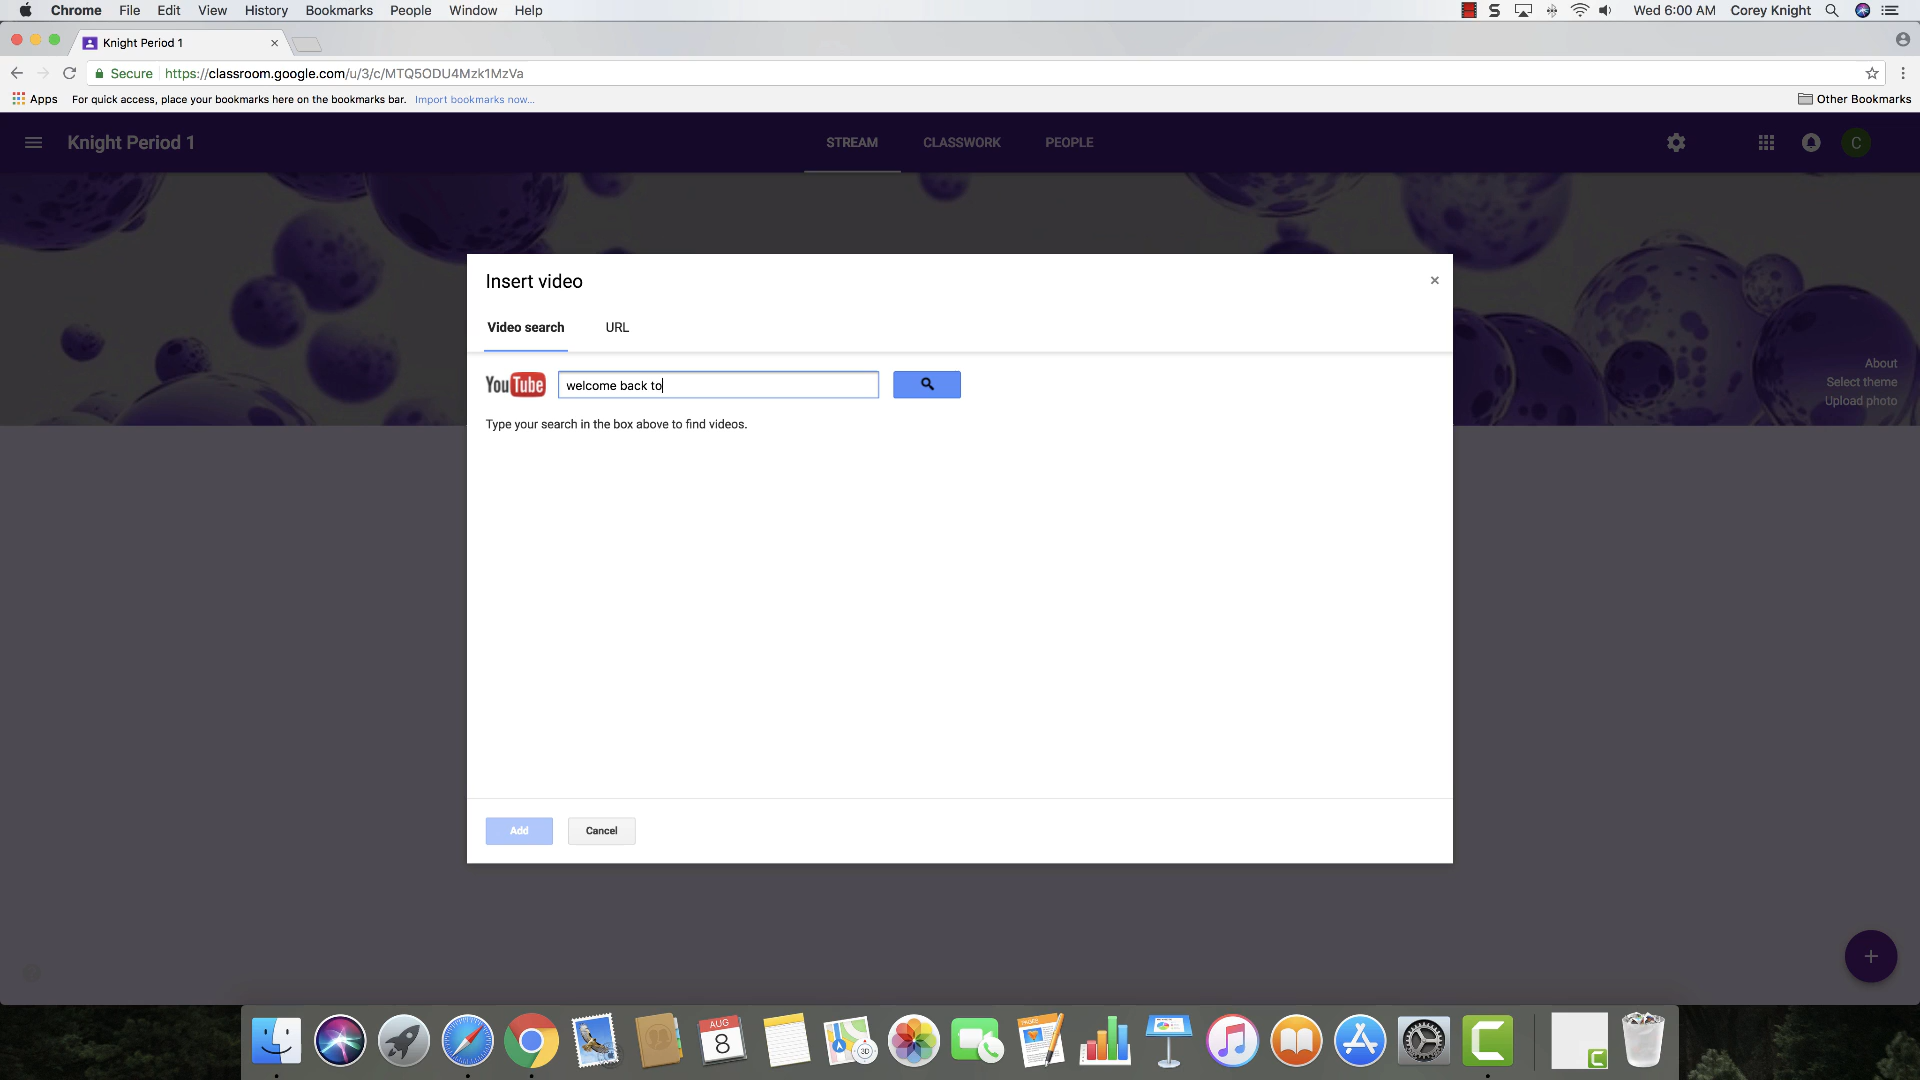 Chrome File Edit View History Bookmarks People Window Help
Wed 6:00 AM Corey Knight
Knight Period 1
Secure https://classroom.google.com/u/3/c/MTQ5ODU4Mzk1MzVa
Apps For quick access, place your bookmarks here on the bookmarks bar. Import bookmarks now... Other Bookmarks
Knight Period 1 STREAM CLASSWORK PEOPLE C
Insert video
Video search URL
About
Select theme
Upload photo
YouTube welcome back to
Type your search in the box above to find videos.
Add Cancel
AUG
8
3D